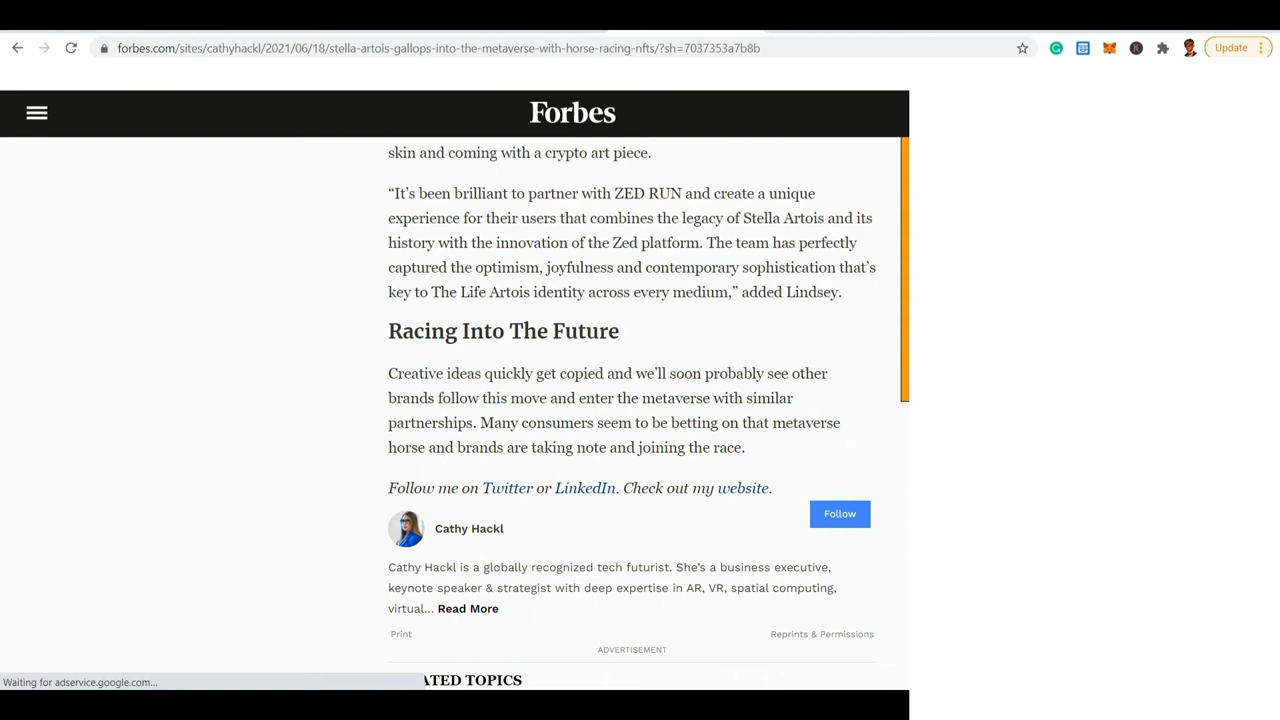 forbes.com/sites/cathyhackl/2021/06/18/stella-artois-gallops-into-the-metaverse-with-horse-racing-nfts/?sh=7037353a7b8b
Update
Forbes
skin and coming with a crypto art piece.
“It’s been brilliant to partner with ZED RUN and create a unique
experience for their users that combines the legacy of Stella Artois and its
history with the innovation of the Zed platform. The team has perfectly
captured the optimism, joyfulness and contemporary sophistication that’s
key to The Life Artois identity across every medium,” added Lindsey.
Racing Into The Future
Creative ideas quickly get copied and we’ll soon probably see other
brands follow this move and enter the metaverse with similar
partnerships. Many consumers seem to be betting on that metaverse
horse and brands are taking note and joining the race.
Follow me on Twitter or LinkedIn. Check out my website.
Follow
Cathy Hackl
Cathy Hackl is a globally recognized tech futurist. She’s a business executive,
keynote speaker & strategist with deep expertise in AR, VR, spatial computing,
virtual... Read More
Print
Reprints & Permissions
ADVERTISEMENT
ATED TOPICS
Waiting for adservice.google.com...